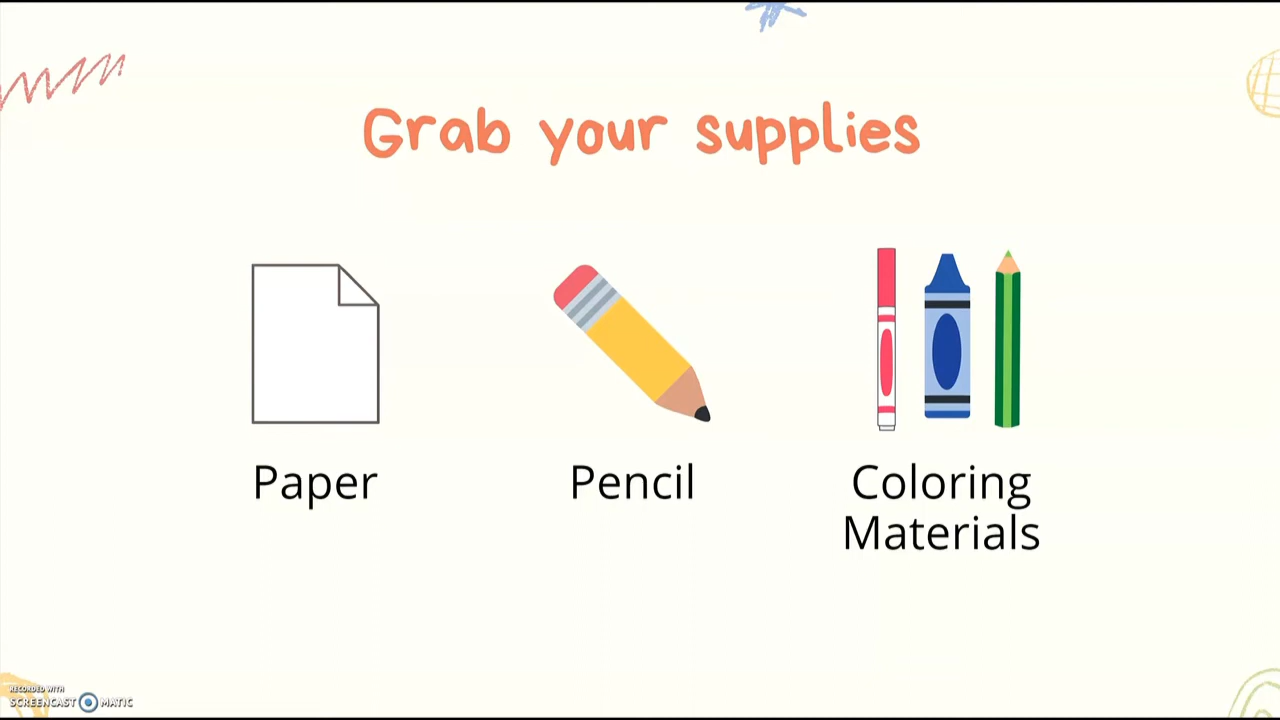 Grab your supplies
Paper
Pencil
Coloring
Materials
RECORDED WITH
SCREENCAST MATIC